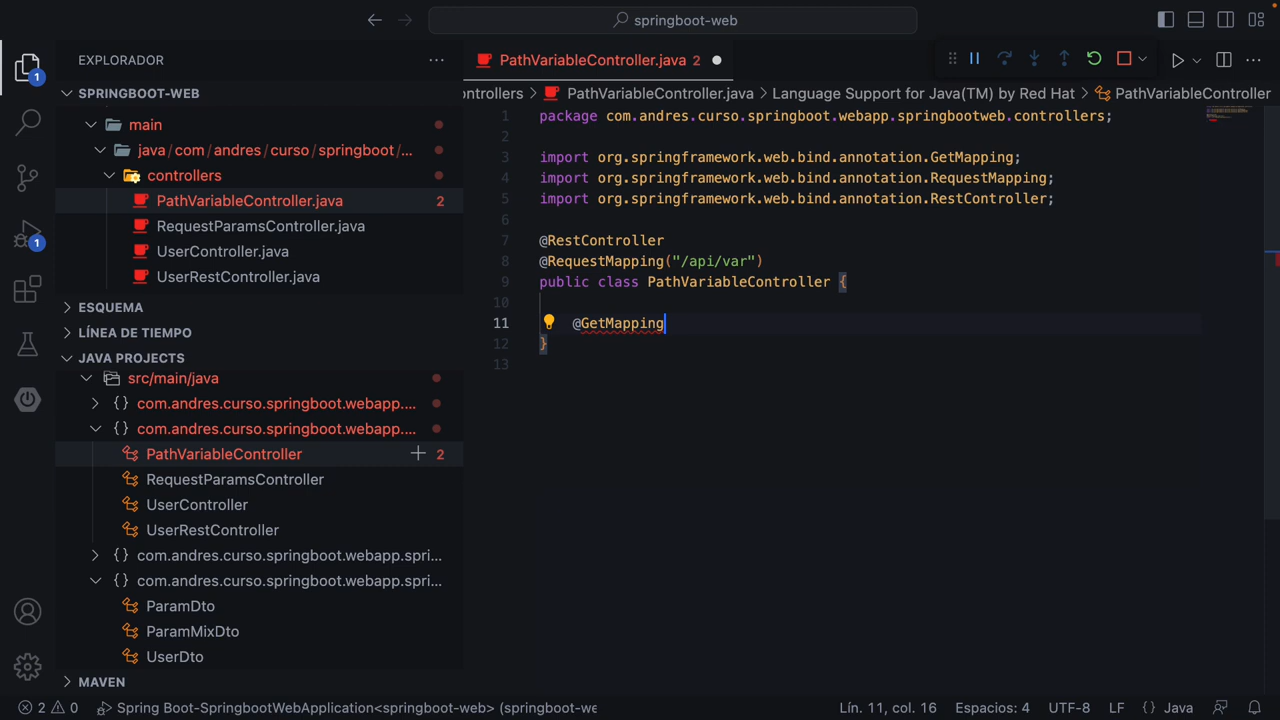 springboot-web
EXPLORADOR
1
SPRINGBOOT-WEB
main
java/com/andres/curso/springboot/...
controllers
PathVariableController.java 2
RequestParamsController.java
UserController.java
UserRestController.java
1
ESQUEMA
LÍNEA DE TIEMPO
JAVA PROJECTS
src/main/java
com.andres.curso.springboot.webapp....
com.andres.curso.springboot.webapp....
PathVariableController 2
RequestParamsController
UserController
UserRestController
com.andres.curso.springboot.webapp.spri...
com.andres.curso.springboot.webapp.spri...
ParamDto
ParamMixDto
UserDto
MAVEN
PathVariableController.java 2
ontrollers > PathVariableController.java > Language Support for Java(TM) by Red Hat > PathVariableController
1 package com.andres.curso.springboot.webapp.springbootweb.controllers;
2
3 import org.springframework.web.bind.annotation.GetMapping;
4 import org.springframework.web.bind.annotation.RequestMapping;
5 import org.springframework.web.bind.annotation.RestController;
6
7 @RestController
8 @RequestMapping("/api/var")
9 public class PathVariableController {
10
11 @GetMapping
12 }
13
2 0 Spring Boot-SpringbootWebApplication<springboot-web> (springboot-we Lín. 11, col. 16 Espacios: 4 UTF-8 LF {} Java